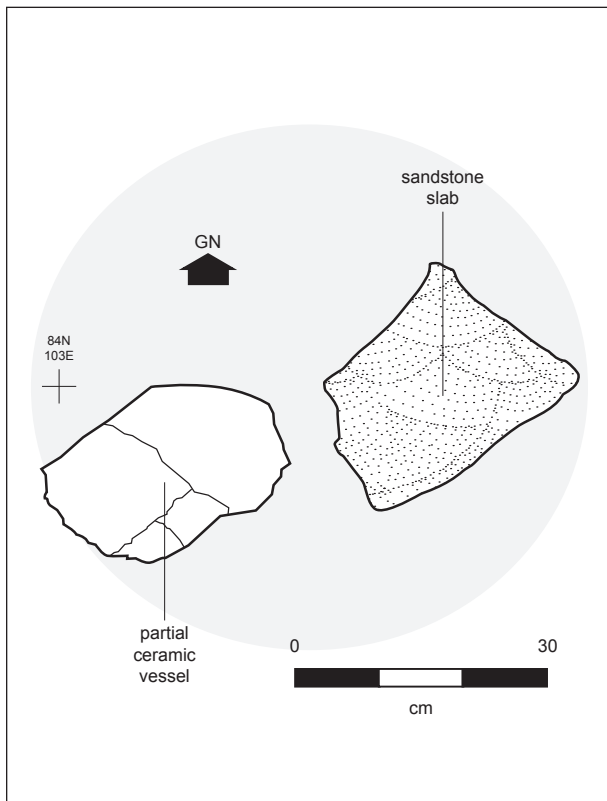 sandstone
slab
GN
84N
103E
partial
ceramic
vessel
0 30
cm